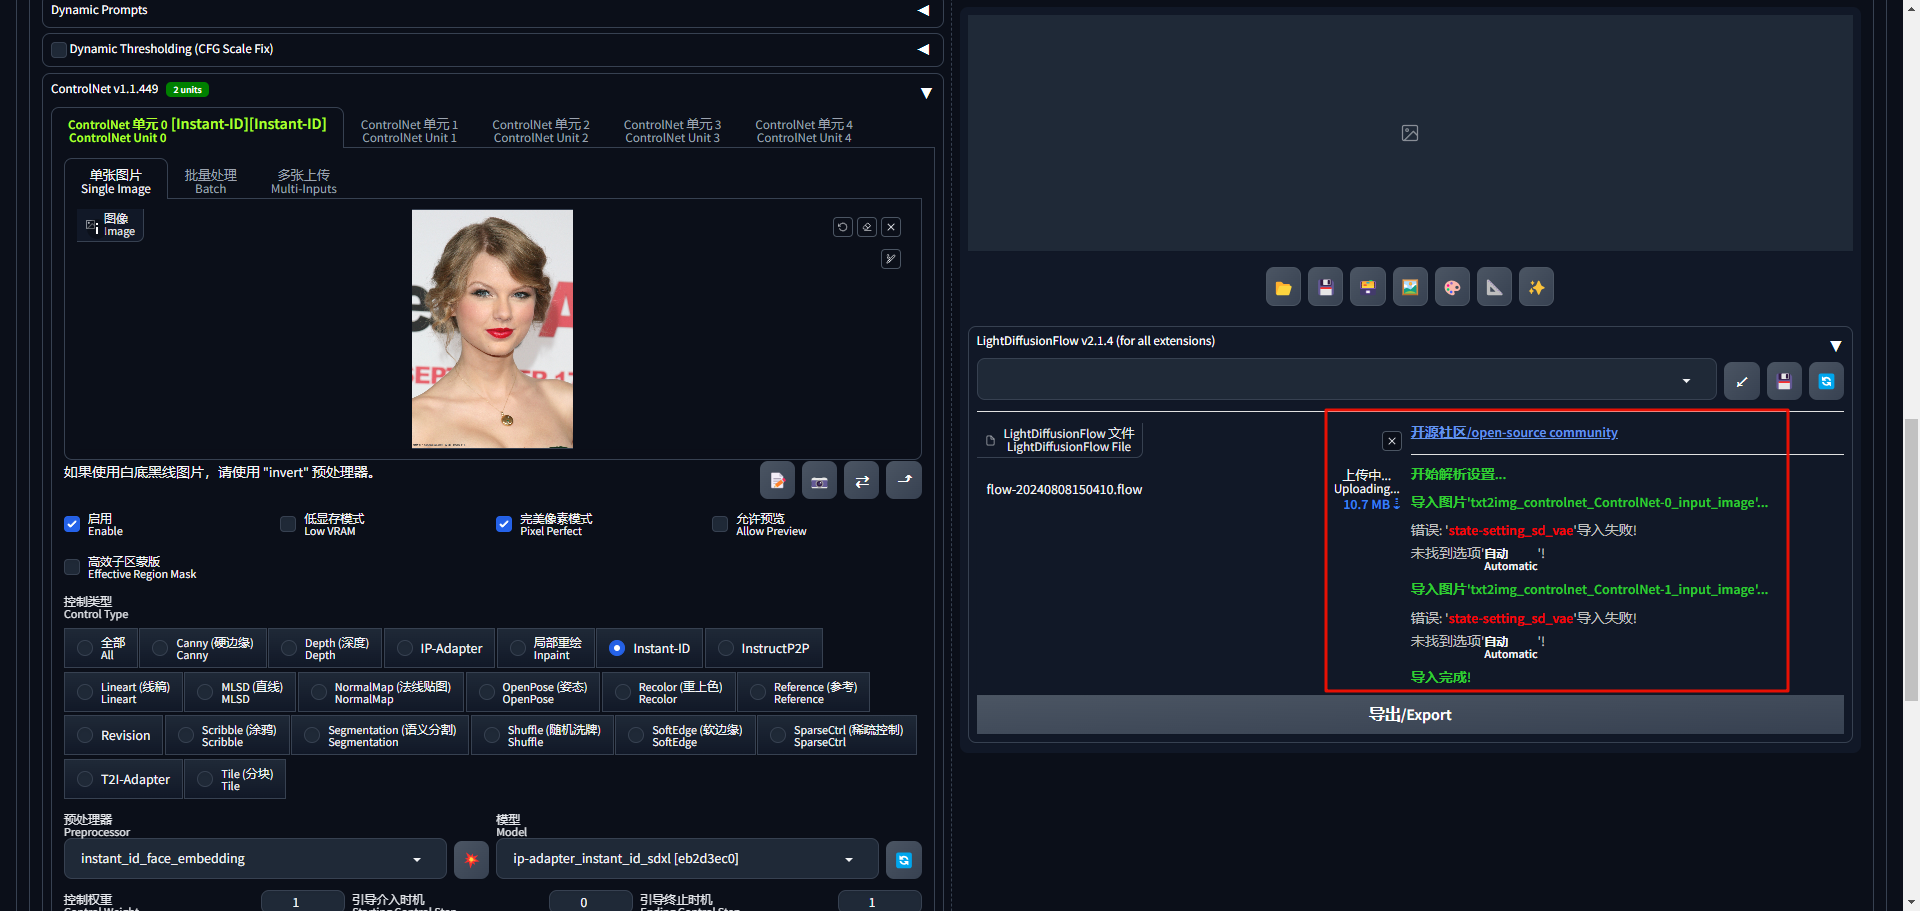 Dynamic Prompts
Dynamic Thresholding (CFG Scale Fix)
ControlNet v1.1.449
2 units
ControlNet 单元 0 [Instant-ID][Instant-ID]
ControlNet Unit 0
ControlNet 单元 1
ControlNet Unit 1
ControlNet 单元 2
ControlNet Unit 2
ControlNet 单元 3
ControlNet Unit 3
ControlNet 单元 4
ControlNet Unit 4
单张图片
Single Image
批量处理
Batch
多张上传
Multi-Inputs
图像
Image
如果使用白底黑线图片，请使用 "invert" 预处理器。
启用
Enable
低显存模式
Low VRAM
完美像素模式
Pixel Perfect
允许预览
Allow Preview
高效子区蒙版
Effective Region Mask
控制类型
Control Type
全部
All
Canny (硬边缘)
Canny
Depth (深度)
Depth
IP-Adapter
局部重绘
Inpaint
Instant-ID
InstructP2P
Lineart (线稿)
Lineart
MLSD (直线)
MLSD
NormalMap (法线贴图)
NormalMap
OpenPose (姿态)
OpenPose
Recolor (重上色)
Recolor
Reference (参考)
Reference
Revision
Scribble (涂鸦)
Scribble
Segmentation (语义分割)
Segmentation
Shuffle (随机洗牌)
Shuffle
SoftEdge (软边缘)
SoftEdge
SparseCtrl (稀疏控制)
SparseCtrl
T2I-Adapter
Tile (分块)
Tile
预处理器
Preprocessor
instant_id_face_embedding
模型
Model
ip-adapter_instant_id_sdxl [eb2d3ec0]
控制权重
1
引导介入时机
0
引导终止时机
1
LightDiffusionFlow v2.1.4 (for all extensions)
LightDiffusionFlow 文件
LightDiffusionFlow File
flow-20240808150410.flow
上传中...
Uploading...
10.7 MB
开源社区/open-source community
开始解析设置...
导入图片'txt2img_controlnet_ControlNet-0_input_image'...
错误: 'state-setting_sd_vae'导入失败!
未找到选项'自动
Automatic
'!
导入图片'txt2img_controlnet_ControlNet-1_input_image'...
错误: 'state-setting_sd_vae'导入失败!
未找到选项'自动
Automatic
'!
导入完成!
导出/Export